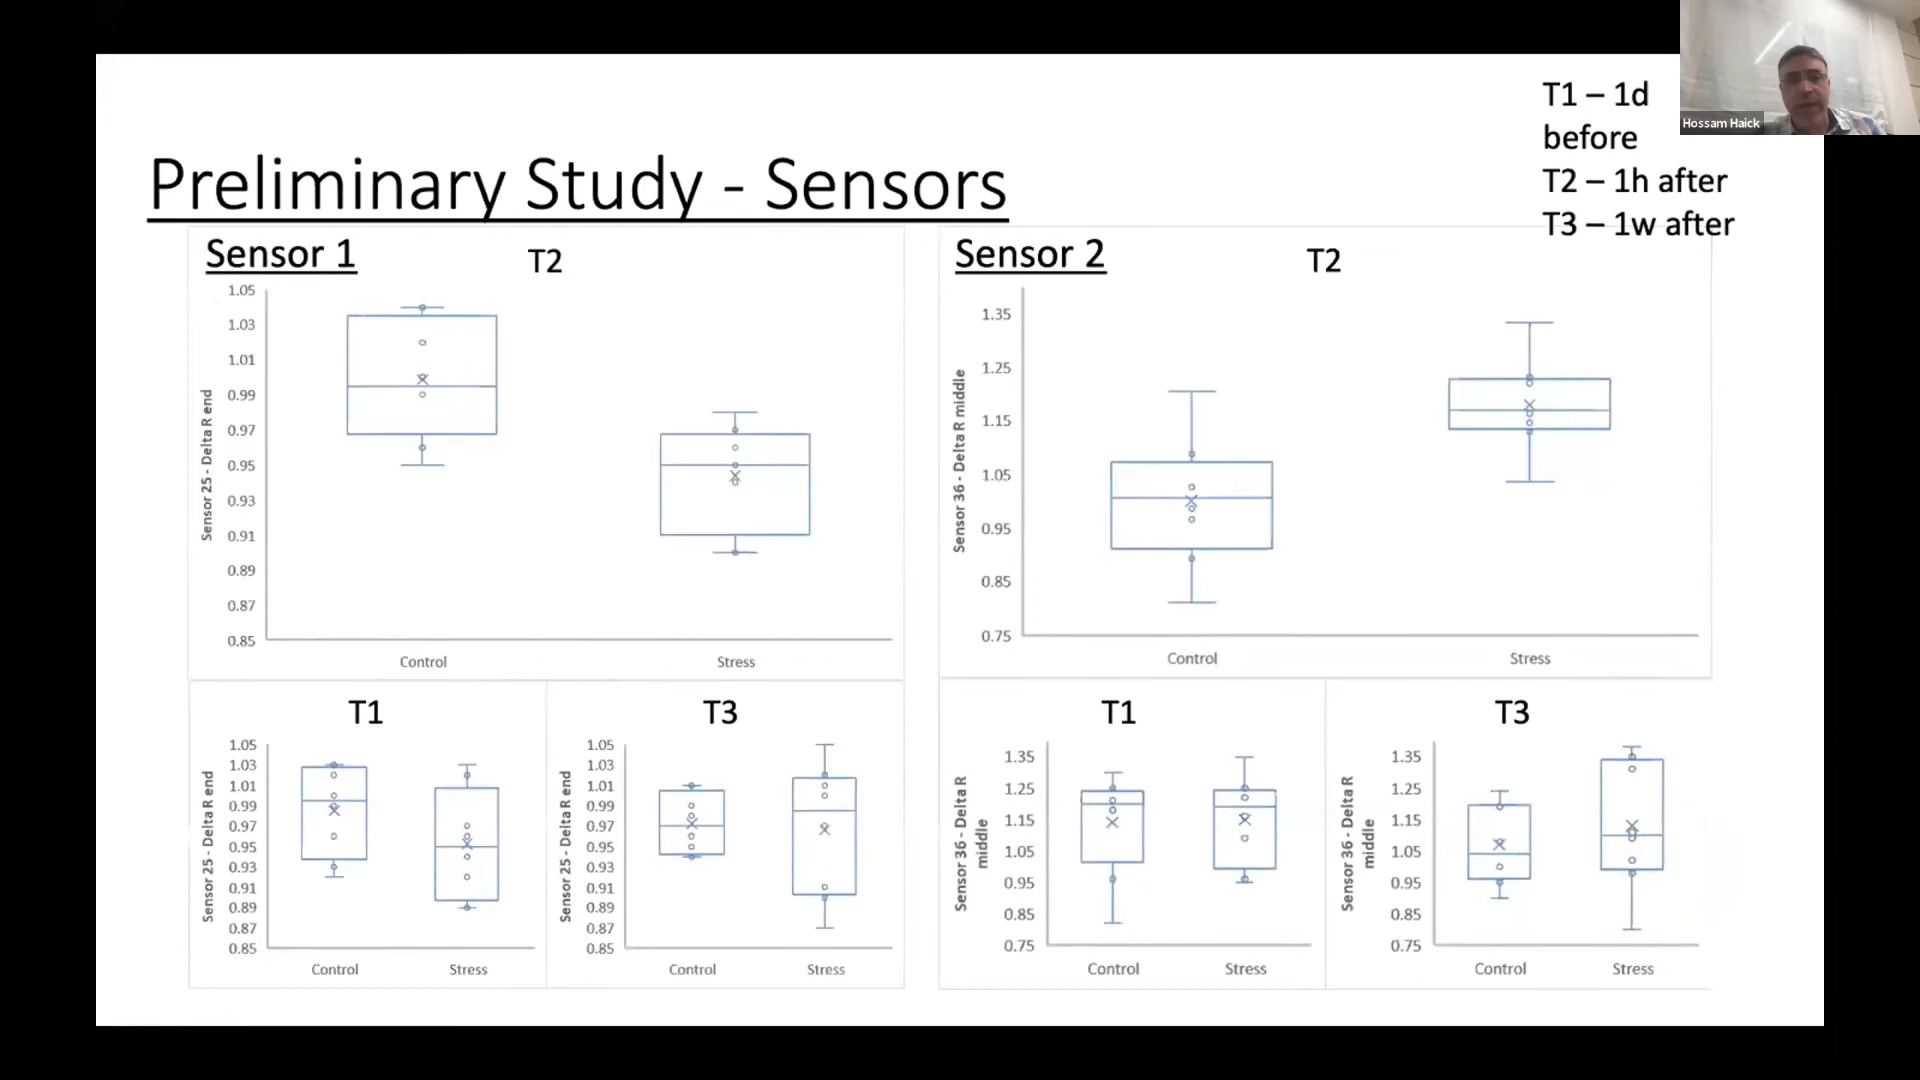 T1 – 1d
before
T2 – 1h after
T3 – 1w after
Hossam Haick
Preliminary Study - Sensors
Sensor 1
T2
1.05
1.03
1.01
0.99
0.97
0.95
0.93
0.91
0.89
0.87
0.85
Sensor 25 - Delta R end
Control
Stress
Sensor 2
T2
1.35
1.25
1.15
1.05
0.95
0.85
0.75
Sensor 36 - Delta R middle
Control
Stress
T1
1.05
1.03
1.01
0.99
0.97
0.95
0.93
0.91
0.89
0.87
0.85
Sensor 25 - Delta R end
Control
Stress
T3
1.05
1.03
1.01
0.99
0.97
0.95
0.93
0.91
0.89
0.87
0.85
Sensor 25 - Delta R end
Control
Stress
T1
1.35
1.25
1.15
1.05
0.95
0.85
0.75
Sensor 36 - Delta R
middle
Control
Stress
T3
1.35
1.25
1.15
1.05
0.95
0.85
0.75
Sensor 36 - Delta R
middle
Control
Stress